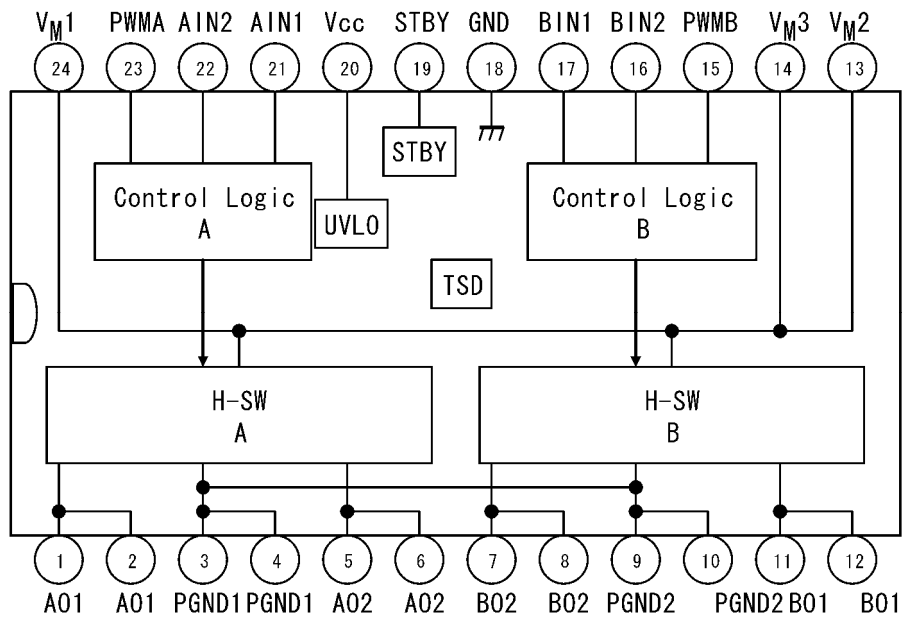 VM1 PWMA AIN2 AIN1 Vcc STBY GND BIN1 BIN2 PWMB VM3 VM2
24 23 22 21 20 19 18 17 16 15 14 13
STBY
Control Logic
A
UVLO
Control Logic
B
TSD
H-SW
A
H-SW
B
1 2 3 4 5 6 7 8 9 10 11 12
AO1 AO1 PGND1 PGND1 AO2 AO2 BO2 BO2 PGND2 PGND2 BO1 BO1